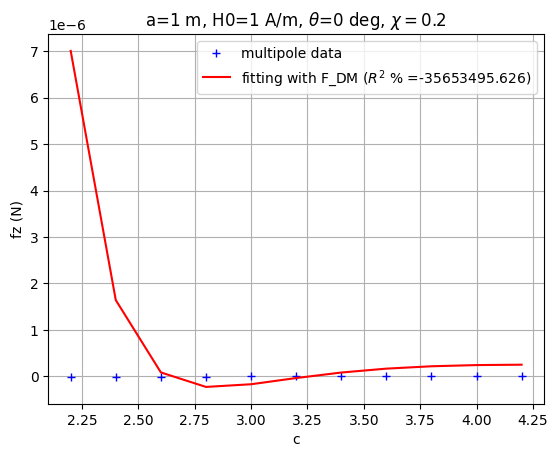 a=1 m, H0=1 A/m, θ=0 deg, χ = 0.2
1e−6
multipole data
fitting with F_DM (R² % =-35653495.626)
7
6
5
4
3
2
1
0
fz (N)
2.25 2.50 2.75 3.00 3.25 3.50 3.75 4.00 4.25
c